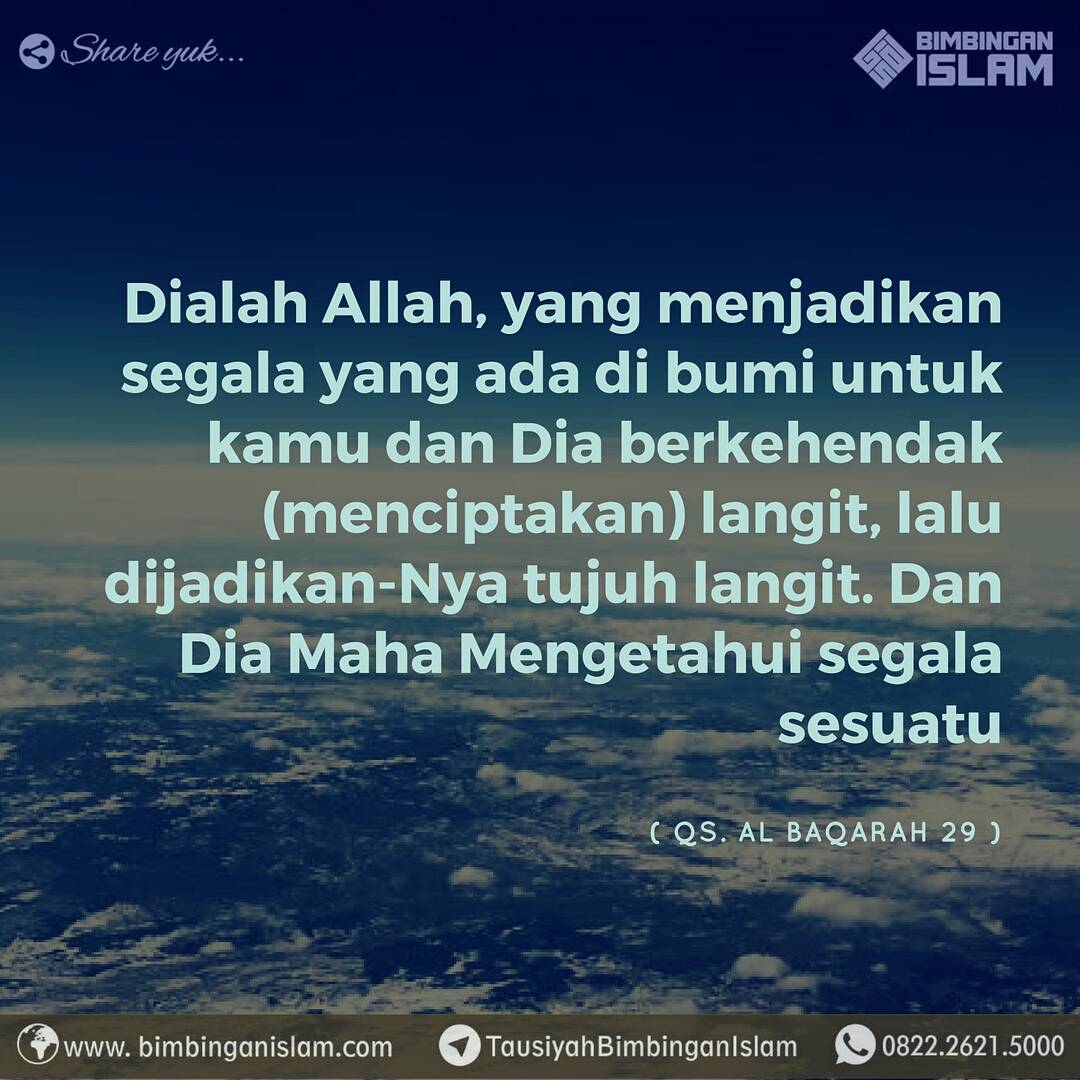 Share yuk...
BIMBINGAN
ISLAM
Dialah Allah, yang menjadikan
segala yang ada di bumi untuk
kamu dan Dia berkehendak
(menciptakan) langit, lalu
dijadikan-Nya tujuh langit. Dan
Dia Maha Mengetahui segala
sesuatu
( QS. AL BAQARAH 29 )
www. bimbinganislam.com
TausiyahBimbinganIslam
0822.2621.5000